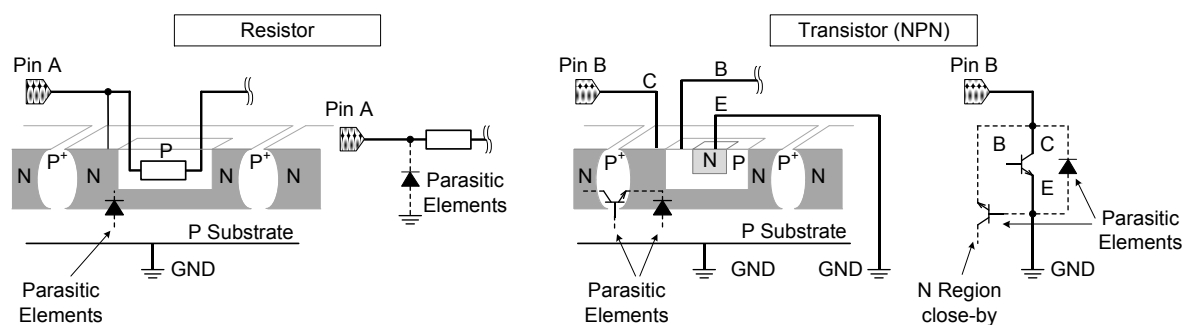 Resistor
Pin A
P
N
P+
N
N
P+
N
P Substrate
GND
Parasitic
Elements
Pin A
Parasitic
Elements
Transistor (NPN)
Pin B
C
B
E
N
P+
N
N
P
N
P+
N
P Substrate
GND
GND
Parasitic
Elements
Pin B
B
C
E
Parasitic
Elements
GND
N Region
close-by